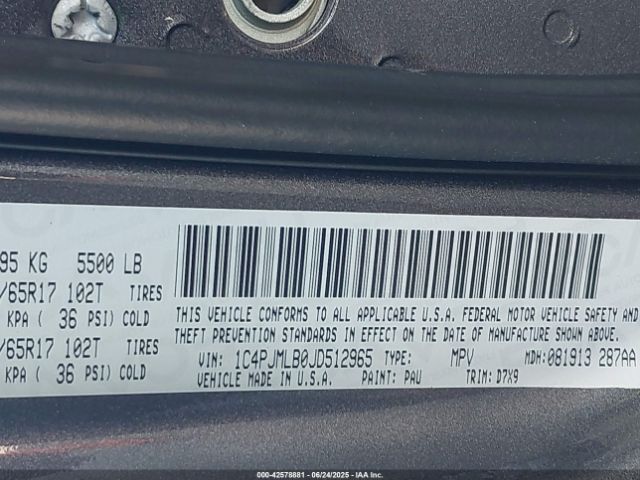 95 KG 5500 LB
/65R17 102T TIRES
KPA ( 36 PSI) COLD
/65R17 102T TIRES
KPA ( 36 PSI) COLD
THIS VEHICLE CONFORMS TO ALL APPLICABLE U.S.A. FEDERAL MOTOR VEHICLE SAFETY AND
THEFT PREVENTION STANDARDS IN EFFECT ON THE DATE OF MANUFACTURE SHOWN ABOVE.
VIN: 1C4PJMLB0JD512965 TYPE: MPV MDH: 081913 287AA
VEHICLE MADE IN U.S.A. PAINT: PAU TRIM: D7X9
000-42578881 - 06/24/2025 - IAA Inc.